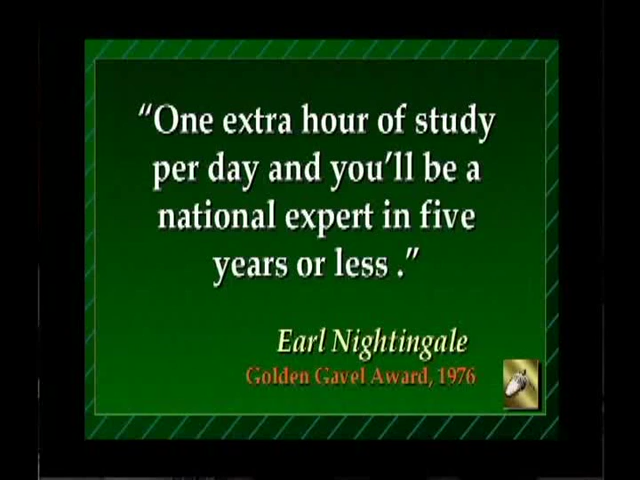 “One extra hour of study
per day and you’ll be a
national expert in five
years or less .”
Earl Nightingale
Golden Gavel Award, 1976